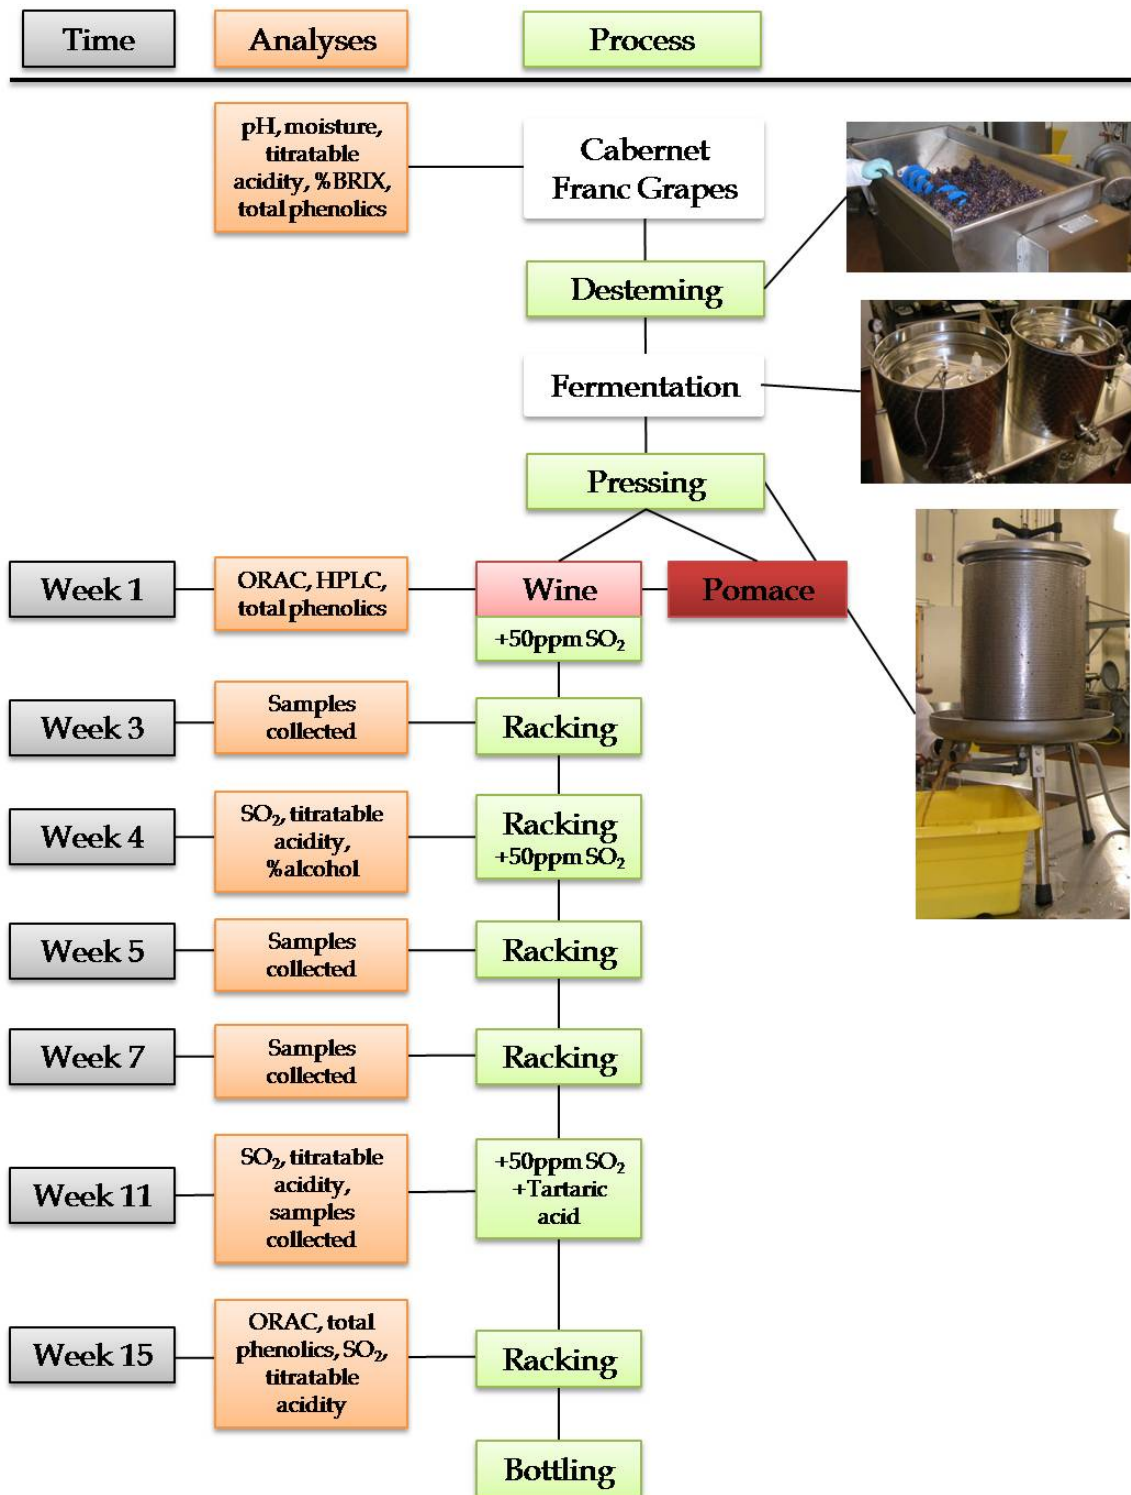 Time
Analyses
Process
pH, moisture,
titratable
acidity, %BRIX,
total phenolics
Cabernet
Franc Grapes
Desteming
Fermentation
Pressing
Week 1
ORAC, HPLC,
total phenolics
Wine
+50ppm SO₂
Pomace
Week 3
Samples
collected
Racking
Week 4
SO₂, titratable
acidity,
%alcohol
Racking
+50ppm SO₂
Week 5
Samples
collected
Racking
Week 7
Samples
collected
Racking
Week 11
SO₂, titratable
acidity,
samples
collected
+50ppm SO₂
+Tartaric
acid
Week 15
ORAC, total
phenolics, SO₂,
titratable
acidity
Racking
Bottling